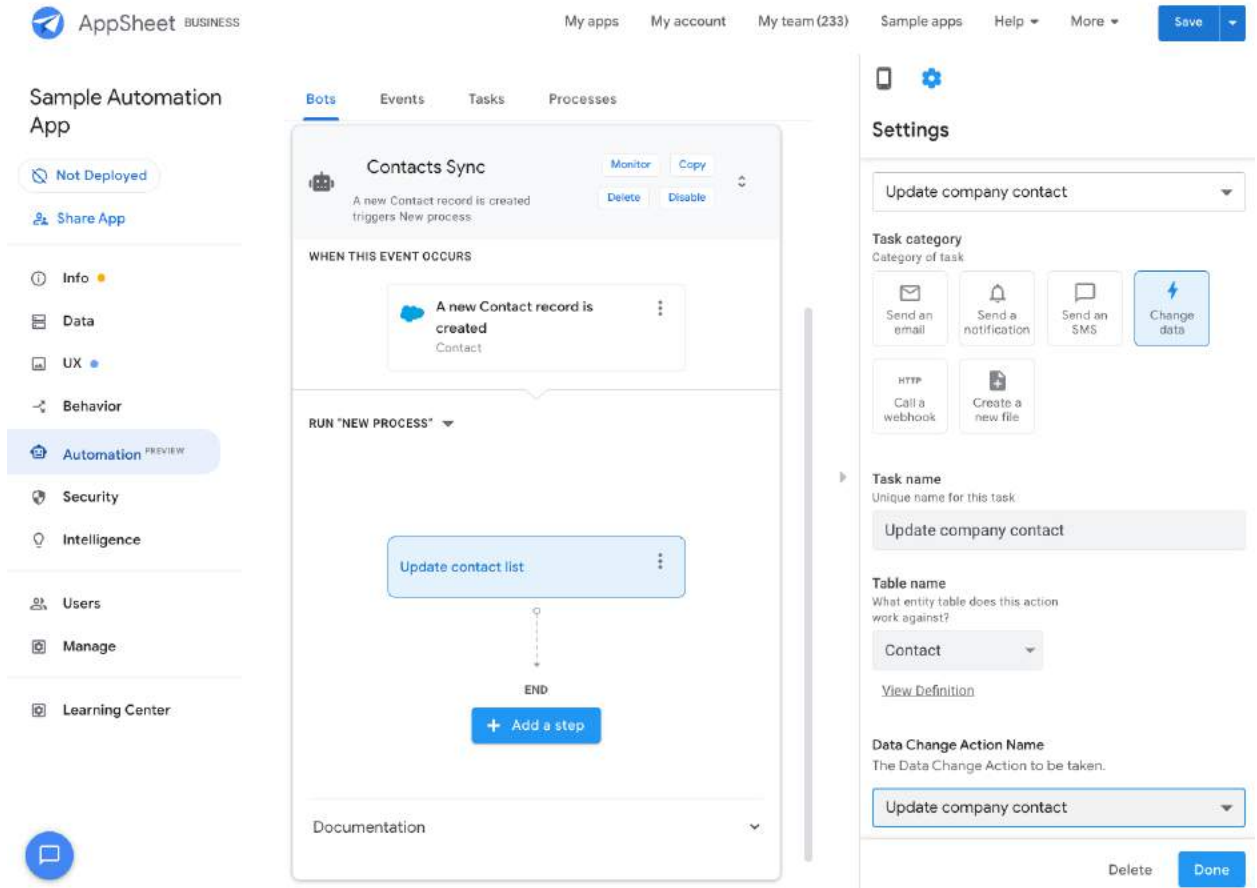 AppSheet BUSINESS
My apps My account My team (233) Sample apps Help More Save
Sample Automation
App
Not Deployed
Share App
Info
Data
UX
Behavior
Automation PREVIEW
Security
Intelligence
Users
Manage
Learning Center
Bots Events Tasks Processes
Contacts Sync
Monitor Copy
A new Contact record is created
triggers New process
Delete Disable
WHEN THIS EVENT OCCURS
A new Contact record is
created
Contact
RUN "NEW PROCESS"
Update contact list
END
+ Add a step
Documentation
Settings
Update company contact
Task category
Category of task
Send an
email
Send a
notification
Send an
SMS
Change
data
HTTP
Call a
webhook
Create a
new file
Task name
Unique name for this task
Update company contact
Table name
What entity table does this action
work against?
Contact
View Definition
Data Change Action Name
The Data Change Action to be taken.
Update company contact
Delete Done